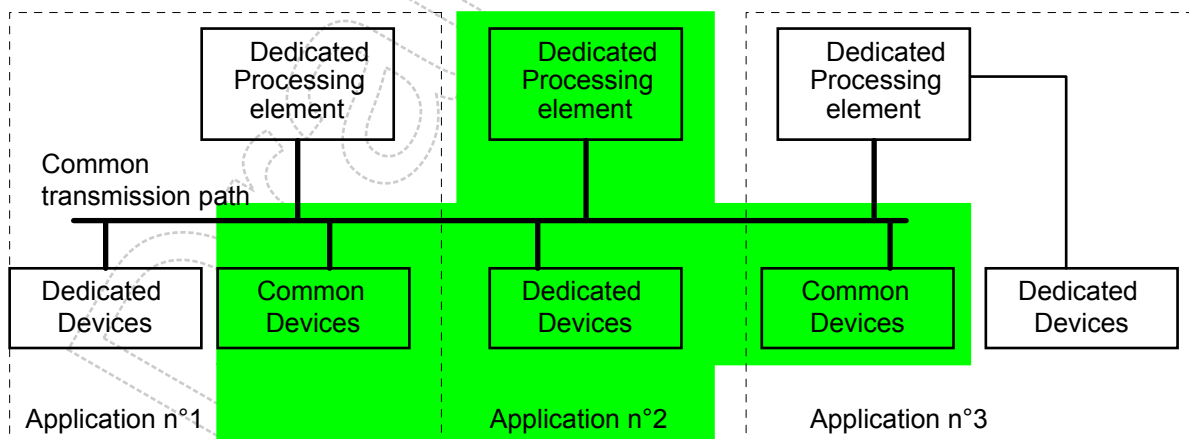 Dedicated
Processing
element
Dedicated
Processing
element
Dedicated
Processing
element
Common
transmission path
Dedicated
Devices
Common
Devices
Dedicated
Devices
Common
Devices
Dedicated
Devices
Application n°1
Application n°2
Application n°3